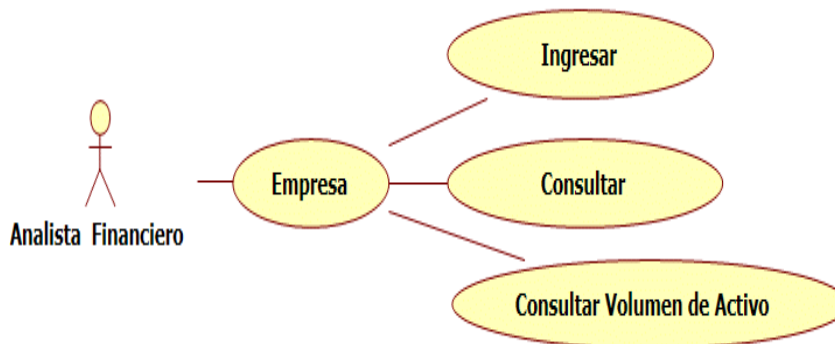 Ingresar
Empresa
Consultar
Analista Financiero
Consultar Volumen de Activo